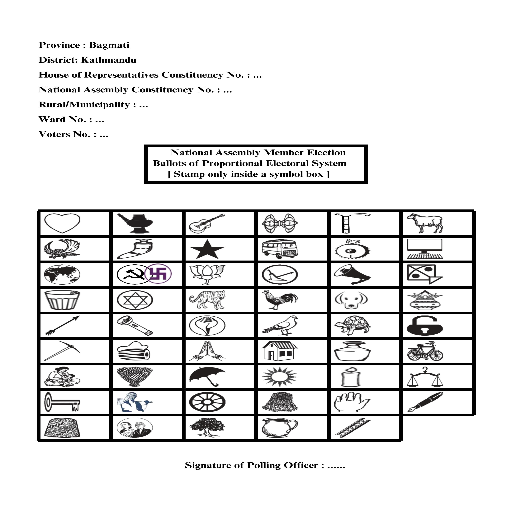 Province : Bagmati
District: Kathmandu
House of Representatives Constituency No. : ...
National Assembly Constituency No. : ...
Rural/Municipality : ...
Ward No. : ...
Voters No. : ...
National Assembly Member Election
Ballots of Proportional Electoral System
[ Stamp only inside a symbol box ]
Signature of Polling Officer : ......